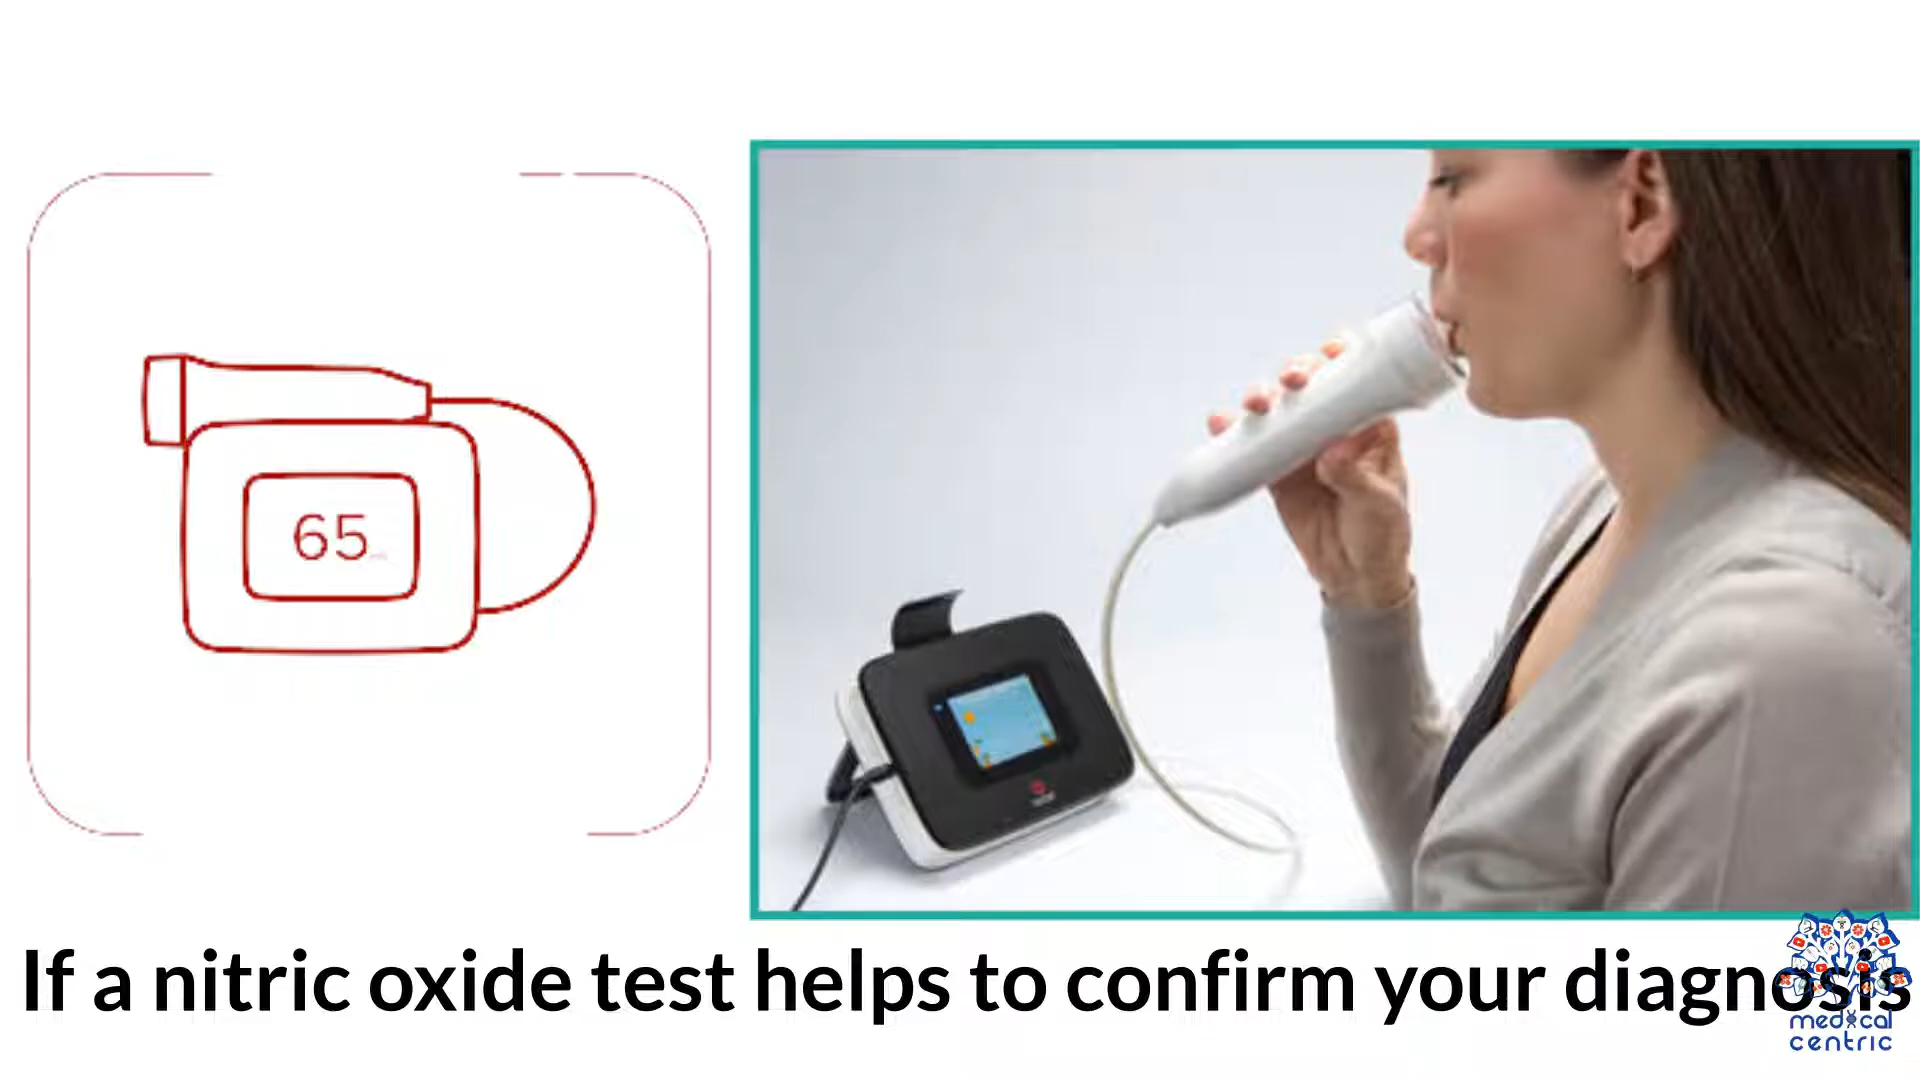 65
If a nitric oxide test helps to confirm your diagnosis
medical
centric